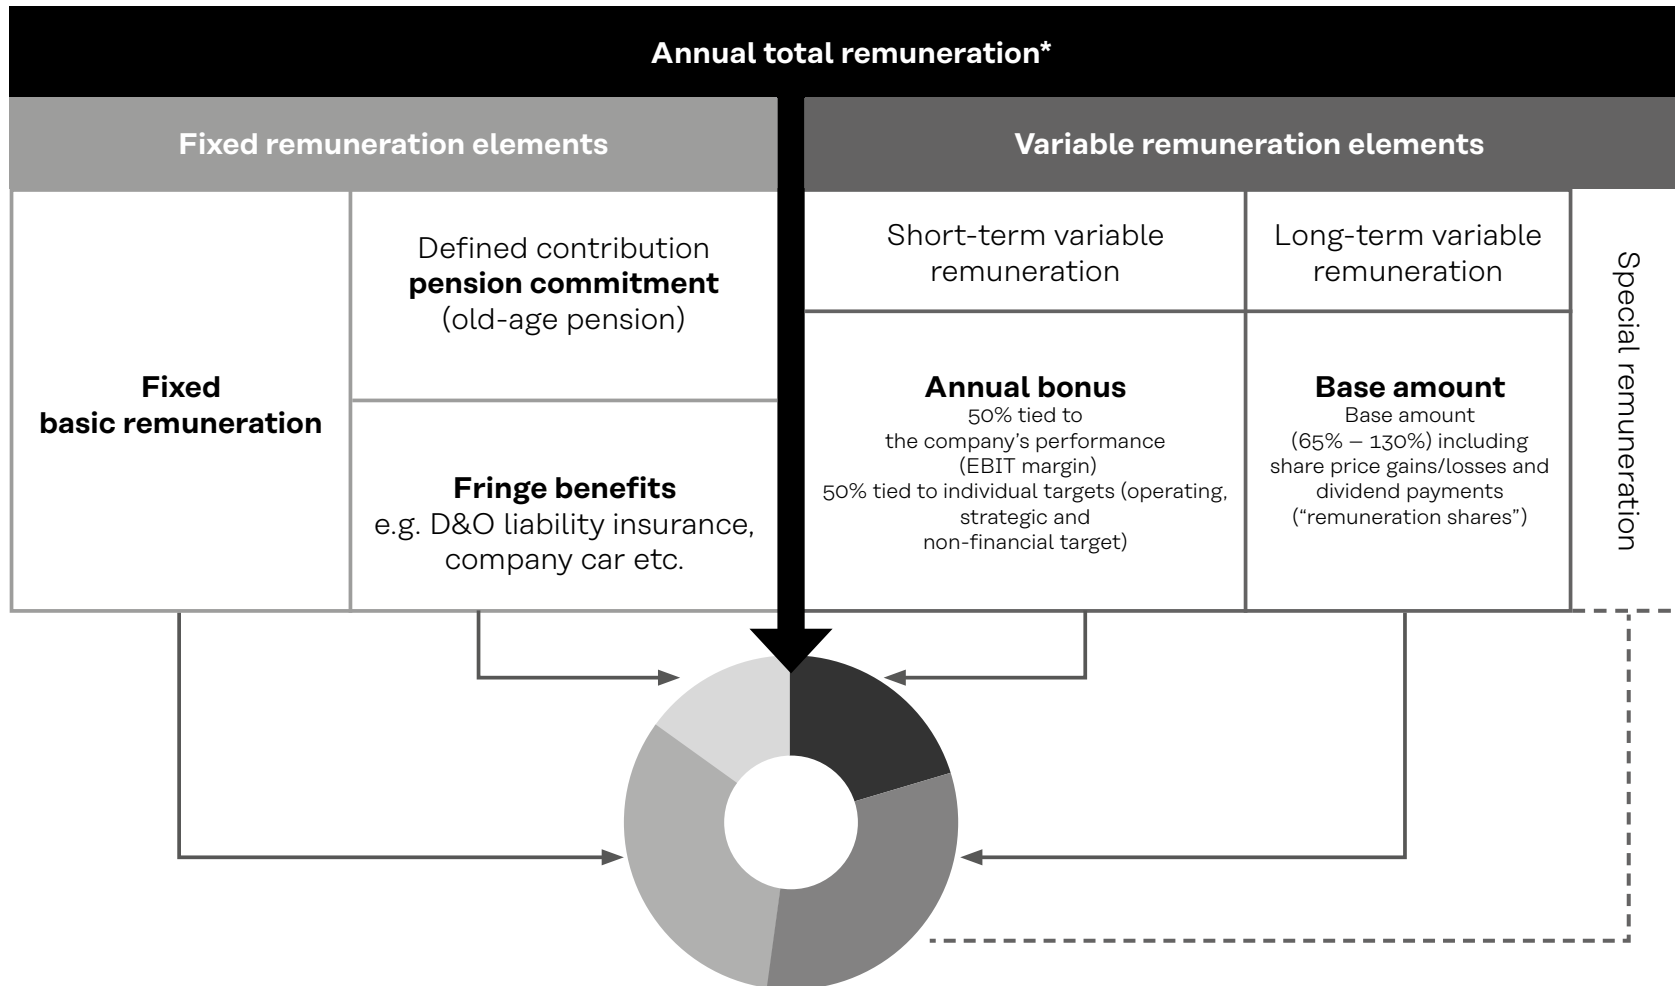 Annual total remuneration*
Fixed remuneration elements
Variable remuneration elements
Fixed
basic remuneration
Defined contribution
pension commitment
(old-age pension)
Fringe benefits
e.g. D&O liability insurance,
company car etc.
Short-term variable
remuneration
Annual bonus
50% tied to
the company’s performance
(EBIT margin)
50% tied to individual targets (operating,
strategic and
non-financial target)
Long-term variable
remuneration
Base amount
Base amount
(65% – 130%) including
share price gains/losses and
dividend payments
(“remuneration shares”)
Special remuneration